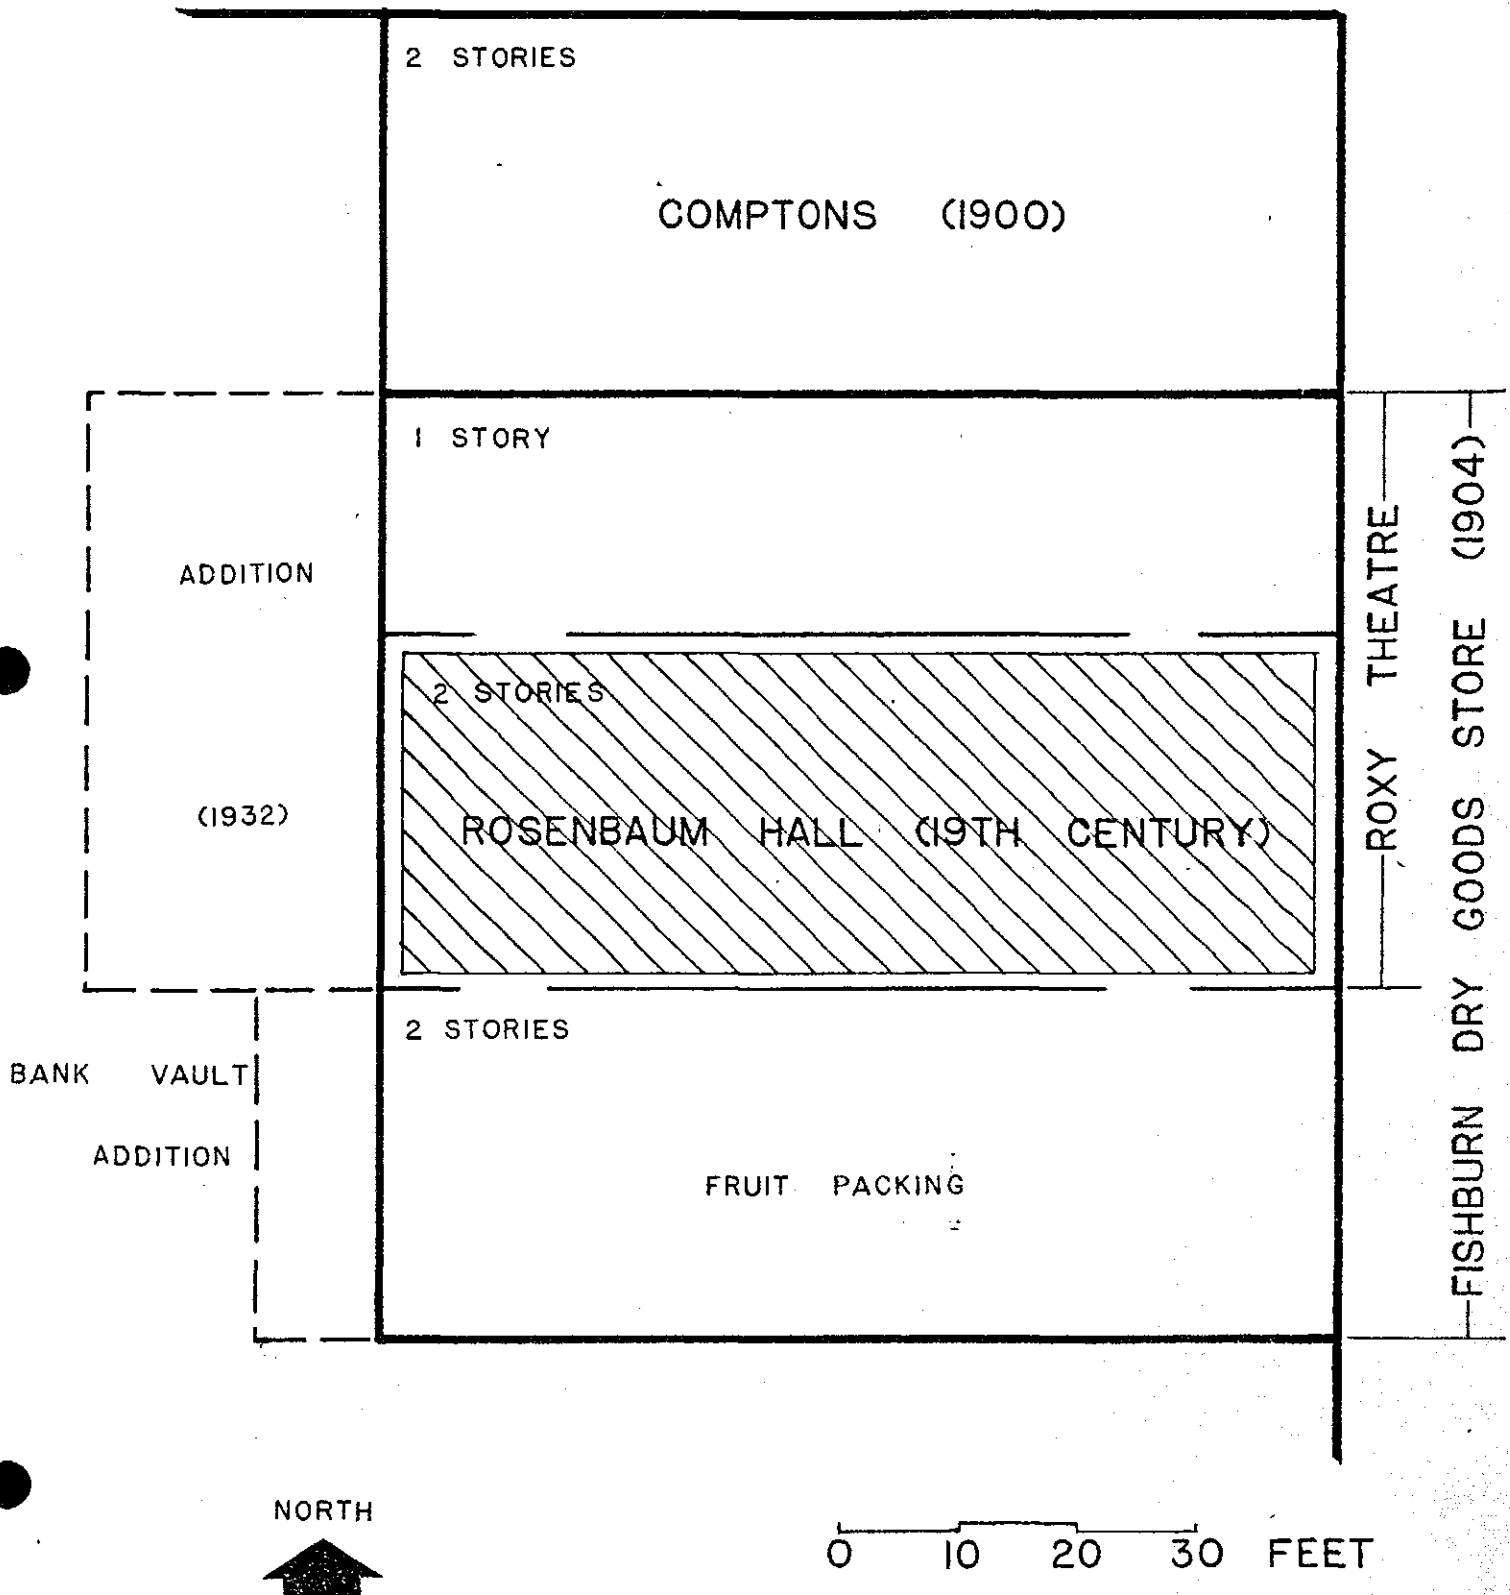 2 STORIES
COMPTONS (1900)
1 STORY
ADDITION
(1932)
2 STORIES
ROSENBAUM HALL (19TH CENTURY)
ROXY THEATRE
FISHBURN DRY GOODS STORE (1904)
2 STORIES
BANK VAULT
ADDITION
FRUIT PACKING
NORTH
0 10 20 30 FEET